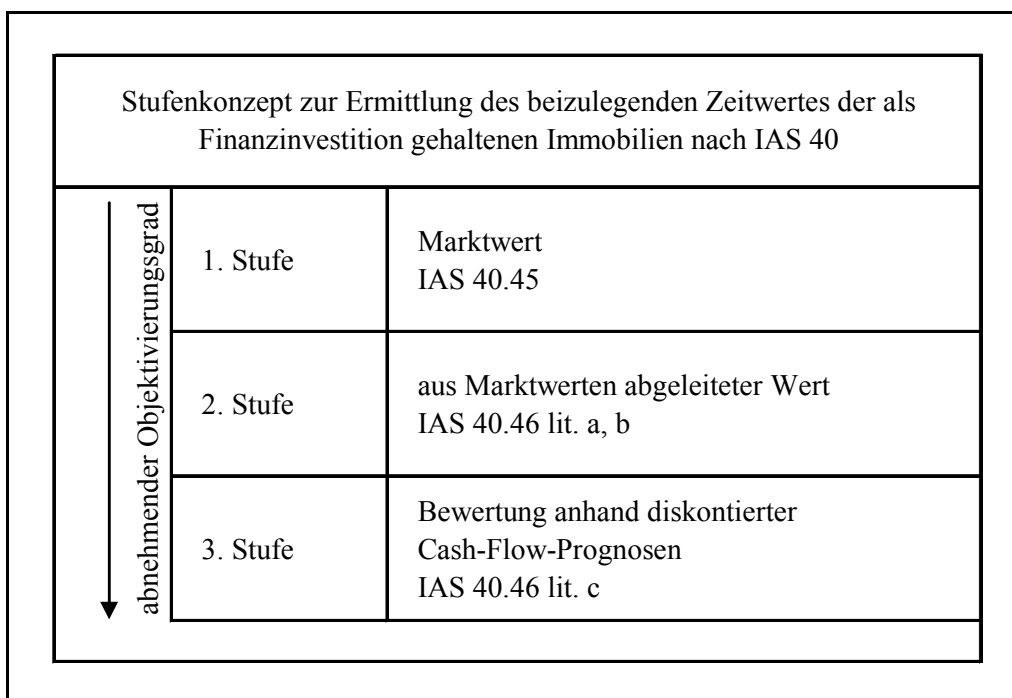 Stufenkonzept zur Ermittlung des beizulegenden Zeitwertes der als
Finanzinvestition gehaltenen Immobilien nach IAS 40
abnehmender Objektivierungsgrad
1. Stufe
Marktwert
IAS 40.45
2. Stufe
aus Marktwerten abgeleiteter Wert
IAS 40.46 lit. a, b
3. Stufe
Bewertung anhand diskontierter
Cash-Flow-Prognosen
IAS 40.46 lit. c